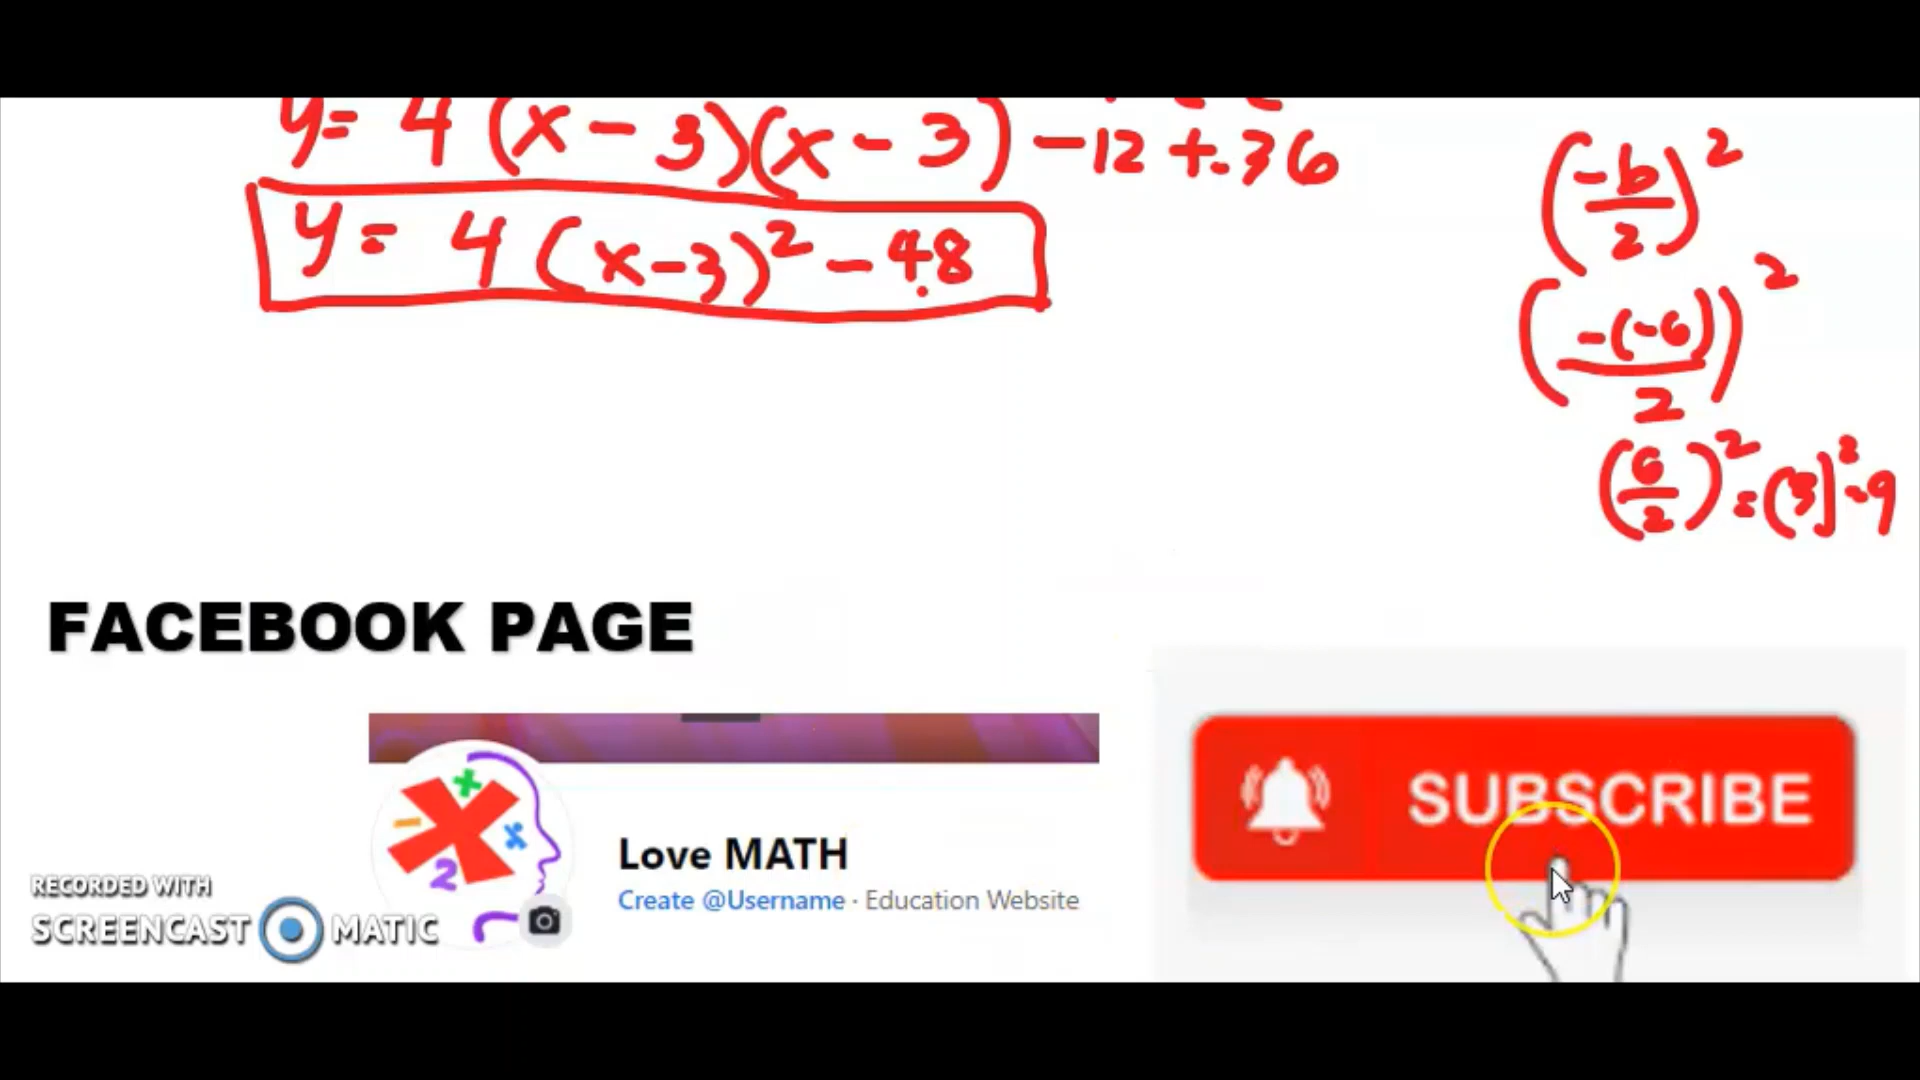 y= 4 (x - 3)(x - 3) -12 +-36
y= 4 (x-3)² - 48
(-b/2)²
(-(-6)/2)²
(6/2)² = (3)² = 9
FACEBOOK PAGE
Love MATH
Create @Username · Education Website
SUBSCRIBE
RECORDED WITH
SCREENCAST MATIC